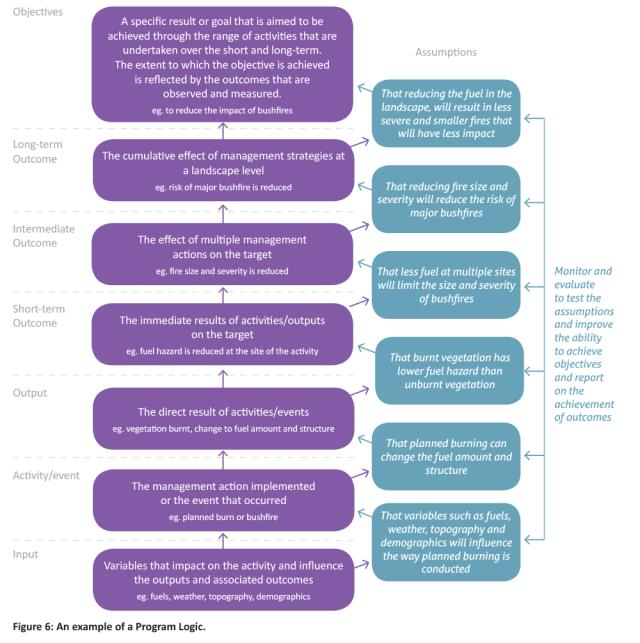 Objectives
A specific result or goal that is aimed to be
achieved through the range of activities that are
undertaken over the short and long-term.
The extent to which the objective is achieved
is reflected by the outcomes that are
observed and measured.
eg. to reduce the impact of bushfires
Assumptions
That reducing the fuel in the
landscape, will result in less
severe and smaller fires that
will have less impact
Long-term
Outcome
The cumulative effect of management strategies at
a landscape level
eg. risk of major bushfire is reduced
That reducing fire size and
severity will reduce the risk of
major bushfires
Intermediate
Outcome
The effect of multiple management
actions on the target
eg. fire size and severity is reduced
That less fuel at multiple sites
will limit the size and severity
of bushfires
Monitor and
evaluate
to test the
assumptions
and improve
the ability
to achieve
objectives
and report
on the
achievement
of outcomes
Short-term
Outcome
The immediate results of activities/outputs
on the target
eg. fuel hazard is reduced at the site of the activity
That burnt vegetation has
lower fuel hazard than
unburnt vegetation
Output
The direct result of activities/events
eg. vegetation burnt, change to fuel amount and structure
That planned burning can
change the fuel amount and
structure
Activity/event
The management action implemented
or the event that occurred
eg. planned burn or bushfire
That variables such as fuels,
weather, topography and
demographics will influence
the way planned burning is
conducted
Input
Variables that impact on the activity and influence
the outputs and associated outcomes
eg. fuels, weather, topography, demographics
Figure 6: An example of a Program Logic.